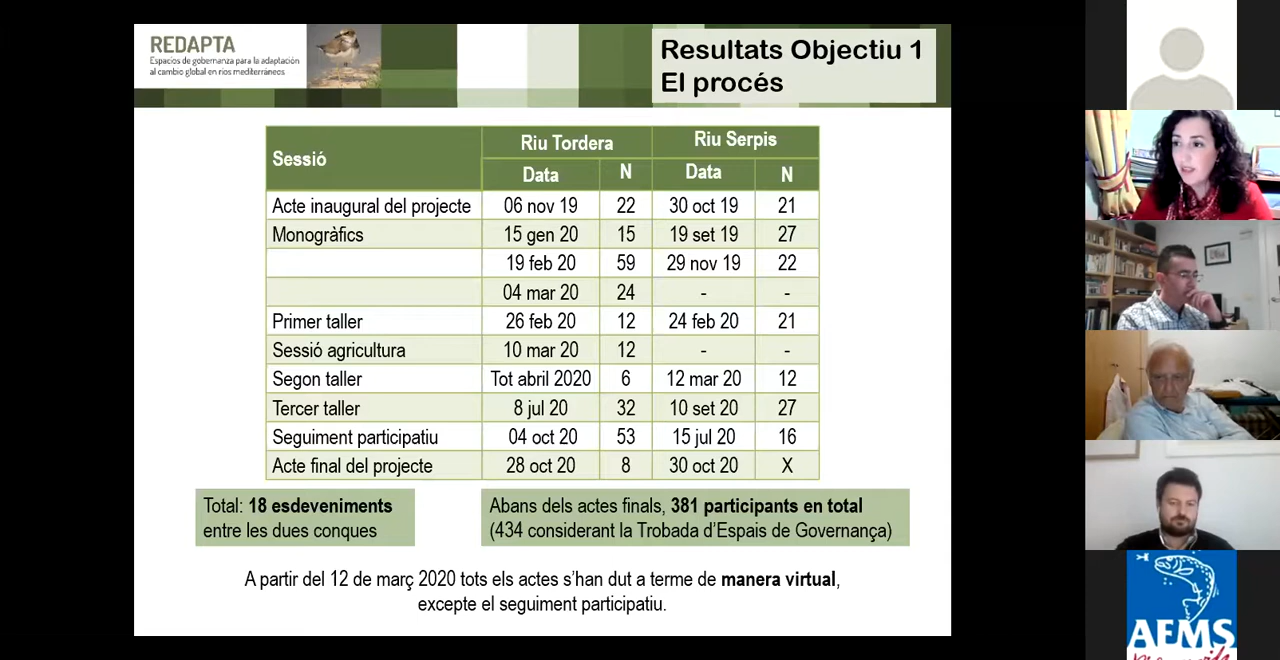 REDAPTA
Espacios de gobernanza para la adaptación
al cambio global en ríos mediterráneos
Resultats Objectiu 1
El procés
Sessió Riu Tordera Riu Serpis
Data N Data N
Acte inaugural del projecte 06 nov 19 22 30 oct 19 21
Monogràfics 15 gen 20 15 19 set 19 27
19 feb 20 59 29 nov 19 22
04 mar 20 24 - -
Primer taller 26 feb 20 12 24 feb 20 21
Sessió agricultura 10 mar 20 12 - -
Segon taller Tot abril 2020 6 12 mar 20 12
Tercer taller 8 jul 20 32 10 set 20 27
Seguiment participatiu 04 oct 20 53 15 jul 20 16
Acte final del projecte 28 oct 20 8 30 oct 20 X
Total: 18 esdeveniments
entre les dues conques
Abans dels actes finals, 381 participants en total
(434 considerant la Trobada d'Espais de Governança)
A partir del 12 de març 2020 tots els actes s'han dut a terme de manera virtual,
excepte el seguiment participatiu.
AEMS